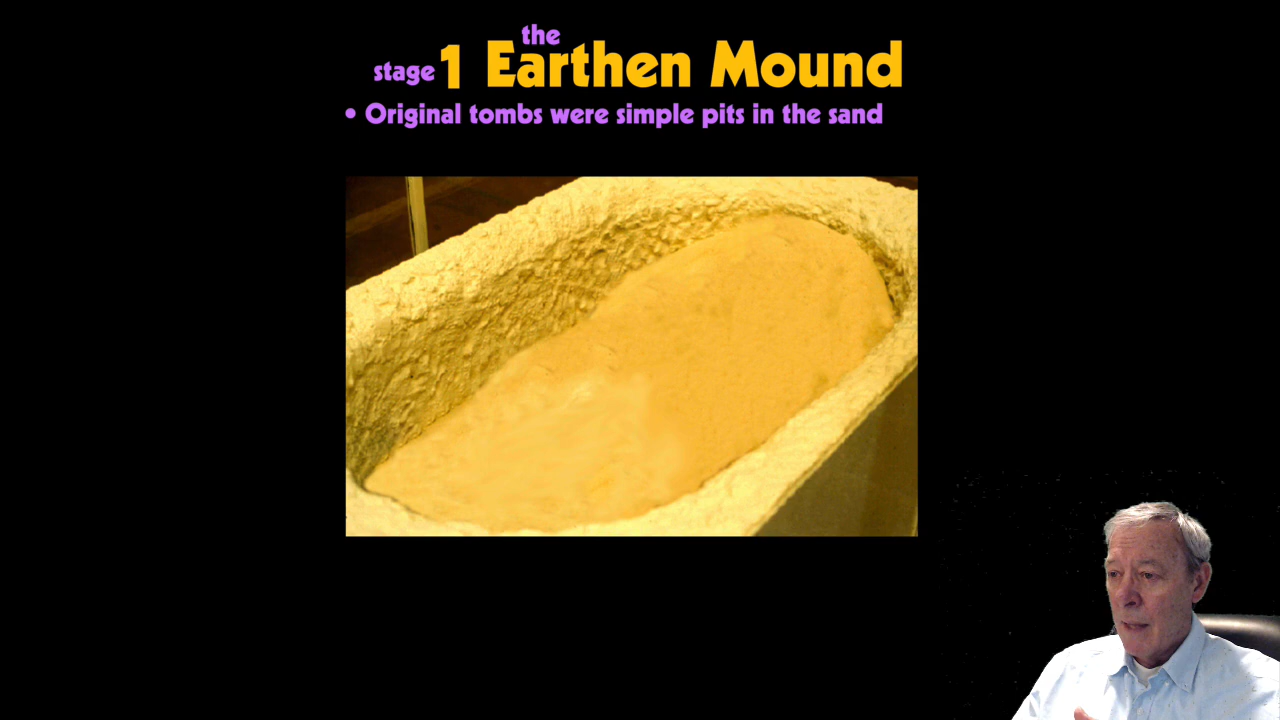 the
stage 1 Earthen Mound
• Original tombs were simple pits in the sand